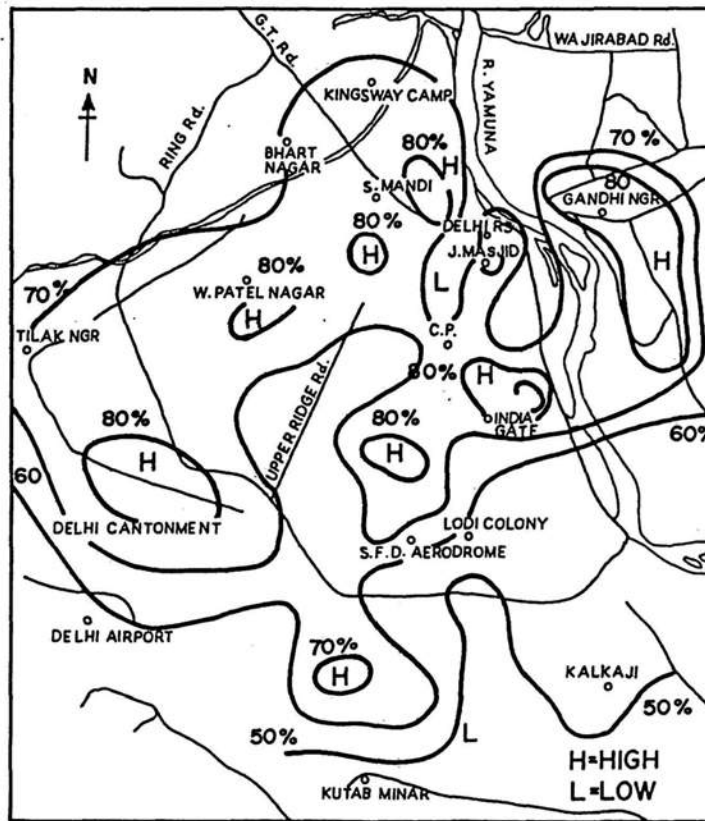 G.T. Rd.
WAJIRABAD Rd.
N
KINGSWAY CAMP
R. YAMUNA
RING Rd.
BHART
NAGAR
80%
H
70%
S. MANDI
80
GANDHI NGR
80%
H
DELHI RS
J. MASJID
H
80%
W. PATEL NAGAR
L
70%
H
TILAK NGR
C.P.
UPPER RIDGE Rd.
80%
H
80%
80%
INDIA
GATE
60%
H
H
60
DELHI CANTONMENT
LODI COLONY
S.F.D. AERODROME
DELHI AIRPORT
70%
H
KALKAJI
50%
L
50%
H=HIGH
L=LOW
KUTAB MINAR